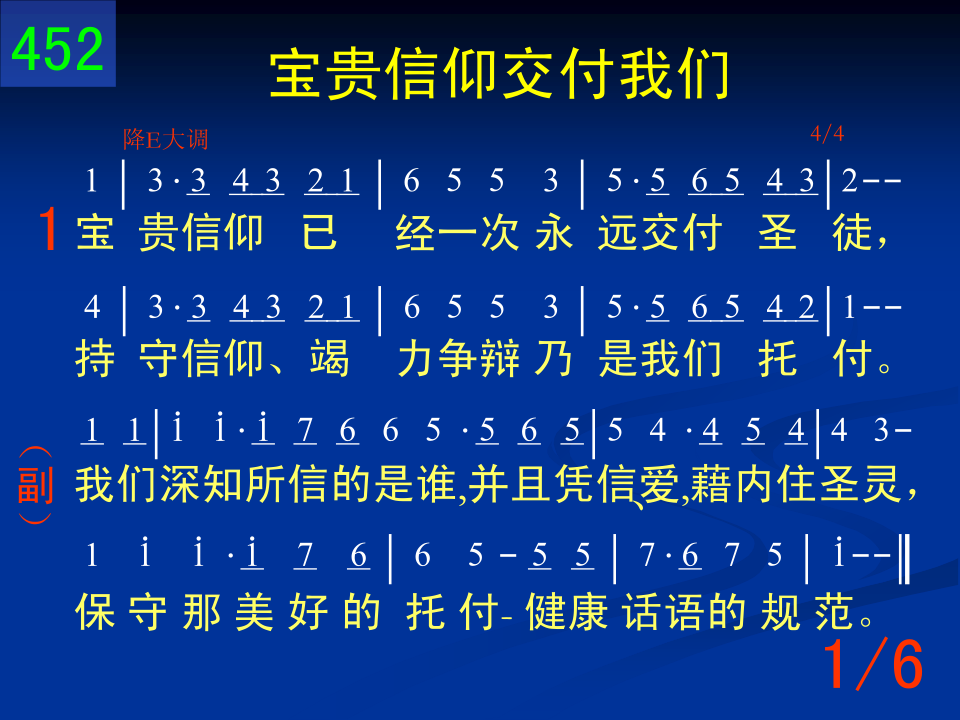 452
宝贵信仰交付我们
降E大调 4/4
1 | 3 · 3 4 3 2 1 | 6 5 5 3 | 5 · 5 6 5 4 3 | 2 - -
1 宝 贵信仰 已 经一次 永 远交付 圣 徒，
4 | 3 · 3 4 3 2 1 | 6 5 5 3 | 5 · 5 6 5 4 2 | 1 - -
持 守信仰、竭 力争辩 乃 是我们 托 付。
1 1 | i i · i 7 6 6 5 · 5 6 5 | 5 4 · 4 5 4 | 4 3 -
（副） 我们深知所信的是谁,并且凭信、爱,藉内住圣灵，
1 i i · i 7 6 | 6 5 - 5 5 | 7 · 6 7 5 | i - - ‖
保 守 那 美 好 的 托 付- 健康 话语的 规 范。
1/6